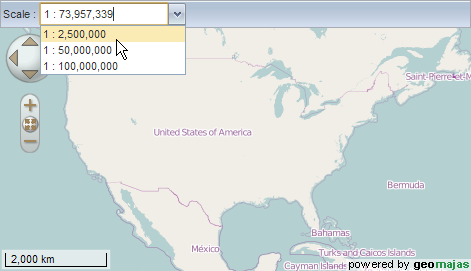 Scale : 1 : 73,957,339
1 : 2,500,000
1 : 50,000,000
1 : 100,000,000
Saint-Pierre-et-M
United States of America
Bermuda
Bahamas
México
Turks and Caicos Islands
2,000 km
Cayman Islands
powered by geomajas